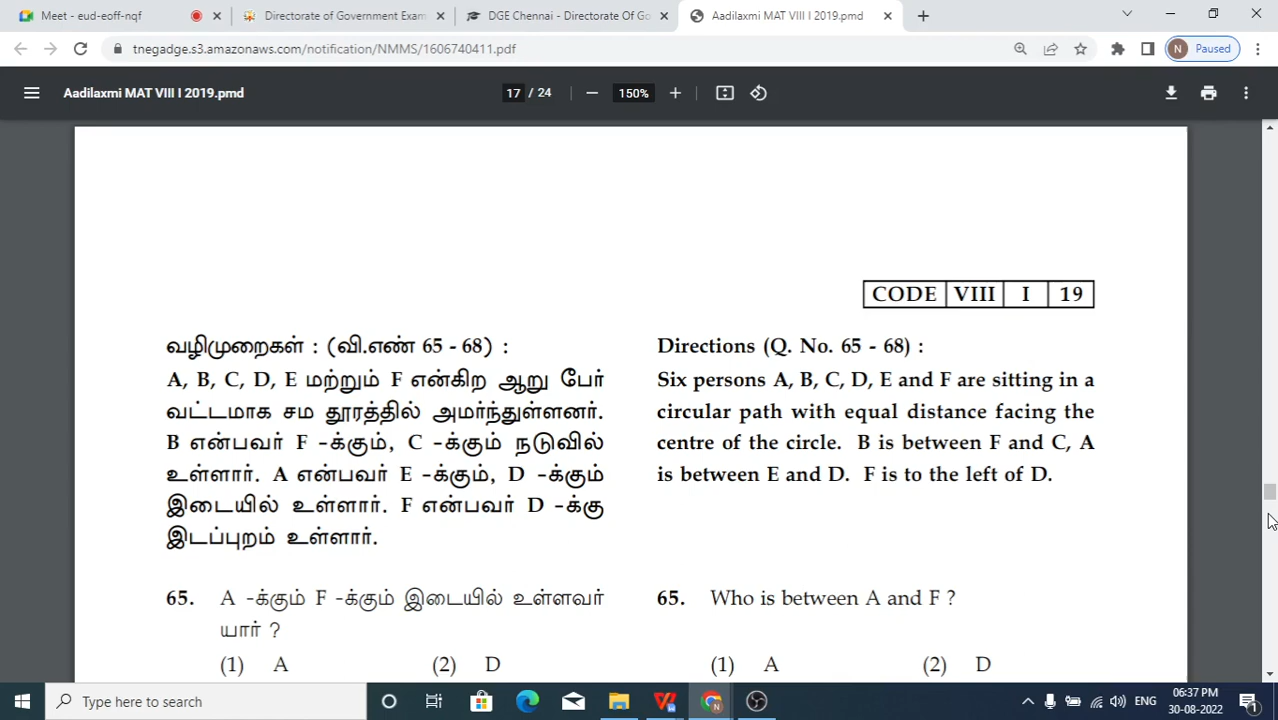 Meet - eud-eoff-nqf
Directorate of Government Exam
DGE Chennai - Directorate Of Go
Aadilaxmi MAT VIII I 2019.pmd
tnegadge.s3.amazonaws.com/notification/NMMS/1606740411.pdf
N Paused
Aadilaxmi MAT VIII I 2019.pmd
17 / 24
150%
CODE VIII I 19
வழிமுறைகள் : (வி.எண் 65 - 68) :
A, B, C, D, E மற்றும் F என்கிற ஆறு பேர்
வட்டமாக சம தூரத்தில் அமர்ந்துள்ளனர்.
B என்பவர் F -க்கும், C -க்கும் நடுவில்
உள்ளார். A என்பவர் E -க்கும், D -க்கும்
இடையில் உள்ளார். F என்பவர் D -க்கு
இடப்புறம் உள்ளார்.
65. A -க்கும் F -க்கும் இடையில் உள்ளவர்
யார் ?
(1) A (2) D
Directions (Q. No. 65 - 68) :
Six persons A, B, C, D, E and F are sitting in a
circular path with equal distance facing the
centre of the circle. B is between F and C, A
is between E and D. F is to the left of D.
65. Who is between A and F ?
(1) A (2) D
Type here to search
N
ENG
06:37 PM
30-08-2022
1